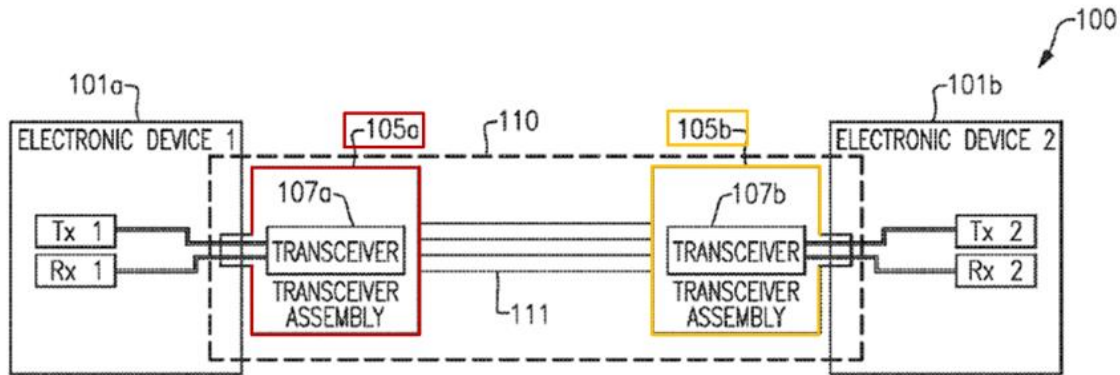 100
101a
101b
105a
110
105b
ELECTRONIC DEVICE 1
ELECTRONIC DEVICE 2
107a
107b
Tx 1
TRANSCEIVER
TRANSCEIVER
Tx 2
Rx 1
Rx 2
TRANSCEIVER
ASSEMBLY
111
TRANSCEIVER
ASSEMBLY